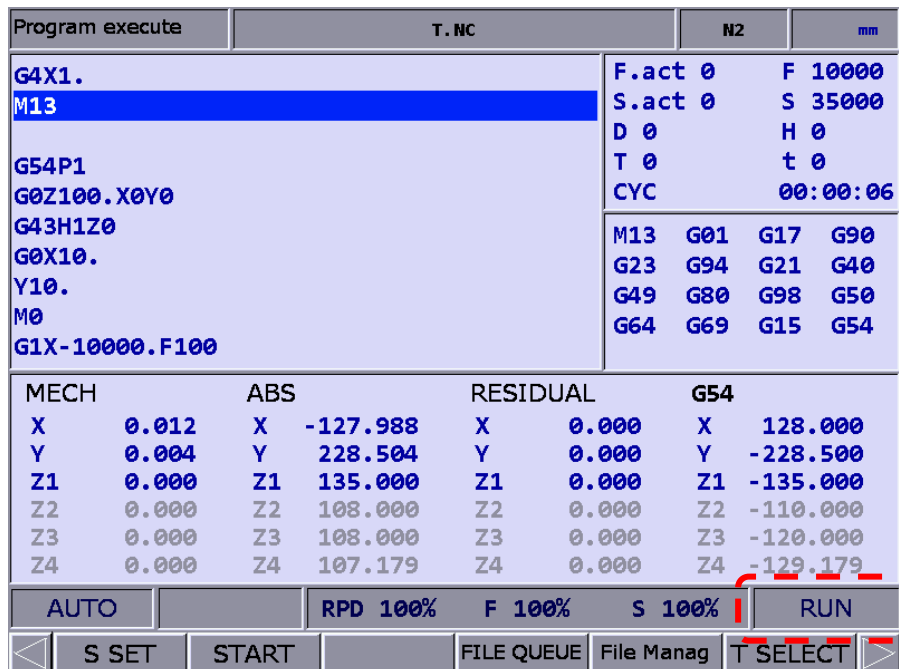 Program execute T.NC N2 mm
G4X1.
M13
G54P1
G0Z100.X0Y0
G43H1Z0
G0X10.
Y10.
M0
G1X-10000.F100
F.act 0 F 10000
S.act 0 S 35000
D 0 H 0
T 0 t 0
CYC 00:00:06
M13 G01 G17 G90
G23 G94 G21 G40
G49 G80 G98 G50
G64 G69 G15 G54
MECH ABS RESIDUAL G54
X 0.012 X -127.988 X 0.000 X 128.000
Y 0.004 Y 228.504 Y 0.000 Y -228.500
Z1 0.000 Z1 135.000 Z1 0.000 Z1 -135.000
Z2 0.000 Z2 108.000 Z2 0.000 Z2 -110.000
Z3 0.000 Z3 108.000 Z3 0.000 Z3 -120.000
Z4 0.000 Z4 107.179 Z4 0.000 Z4 -129.179
AUTO RPD 100% F 100% S 100% RUN
S SET START FILE QUEUE File Manag T SELECT